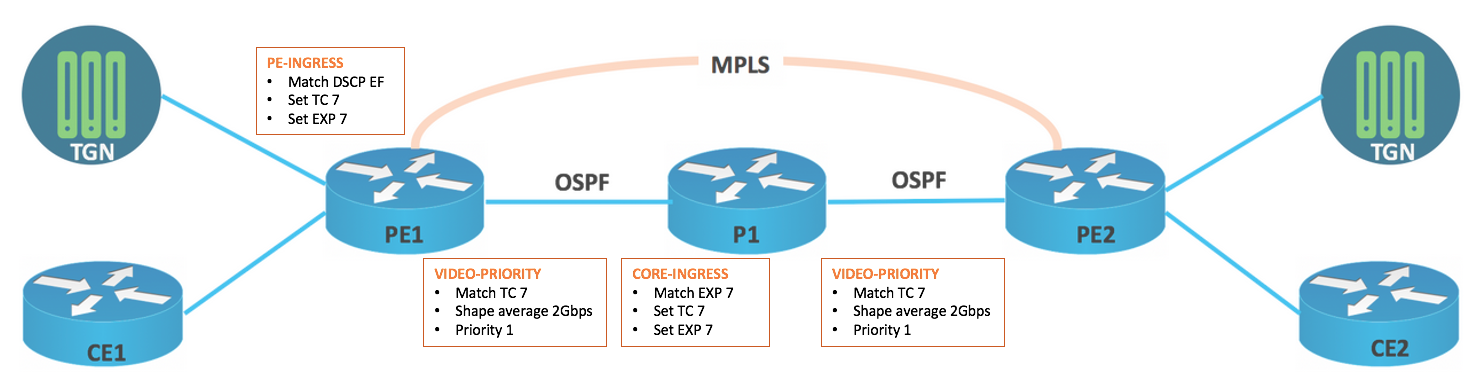 MPLS
PE-INGRESS
• Match DSCP EF
• Set TC 7
• Set EXP 7
TGN
TGN
OSPF
OSPF
PE1
P1
PE2
VIDEO-PRIORITY
• Match TC 7
• Shape average 2Gbps
• Priority 1
CORE-INGRESS
• Match EXP 7
• Set TC 7
• Set EXP 7
VIDEO-PRIORITY
• Match TC 7
• Shape average 2Gbps
• Priority 1
CE1
CE2